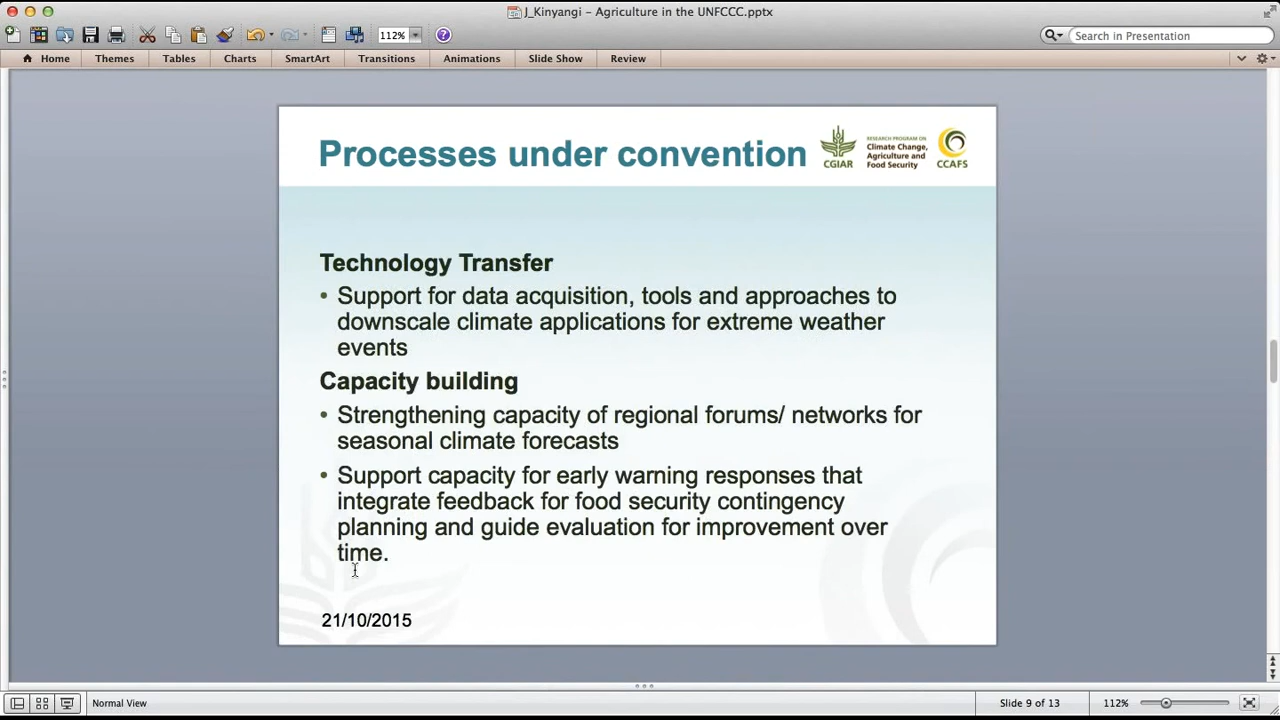 J_Kinyangi – Agriculture in the UNFCCC.pptx
112%
Search in Presentation
Home Themes Tables Charts SmartArt Transitions Animations Slide Show Review
Processes under convention
CGIAR
RESEARCH PROGRAM ON
Climate Change,
Agriculture and
Food Security
CCAFS
Technology Transfer
• Support for data acquisition, tools and approaches to
downscale climate applications for extreme weather
events
Capacity building
• Strengthening capacity of regional forums/ networks for
seasonal climate forecasts
• Support capacity for early warning responses that
integrate feedback for food security contingency
planning and guide evaluation for improvement over
time.
21/10/2015
Normal View Slide 9 of 13 112%